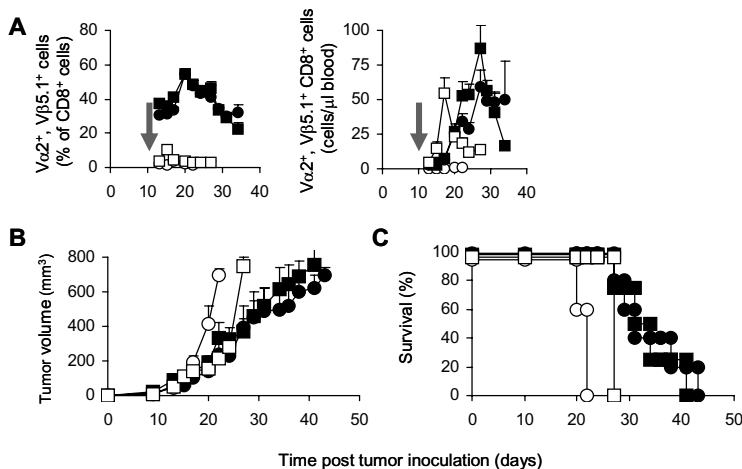 A
Vα2⁺, Vβ5.1⁺ cells
(% of CD8⁺ cells)
80
60
40
20
0
0 10 20 30 40
Vα2⁺, Vβ5.1⁺ CD8⁺ cells
(cells/μl blood)
100
75
50
25
0
0 10 20 30 40
B
Tumor volume (mm³)
800
600
400
200
0
0 10 20 30 40 50
C
Survival (%)
100
80
60
40
20
0
0 10 20 30 40 50
Time post tumor inoculation (days)